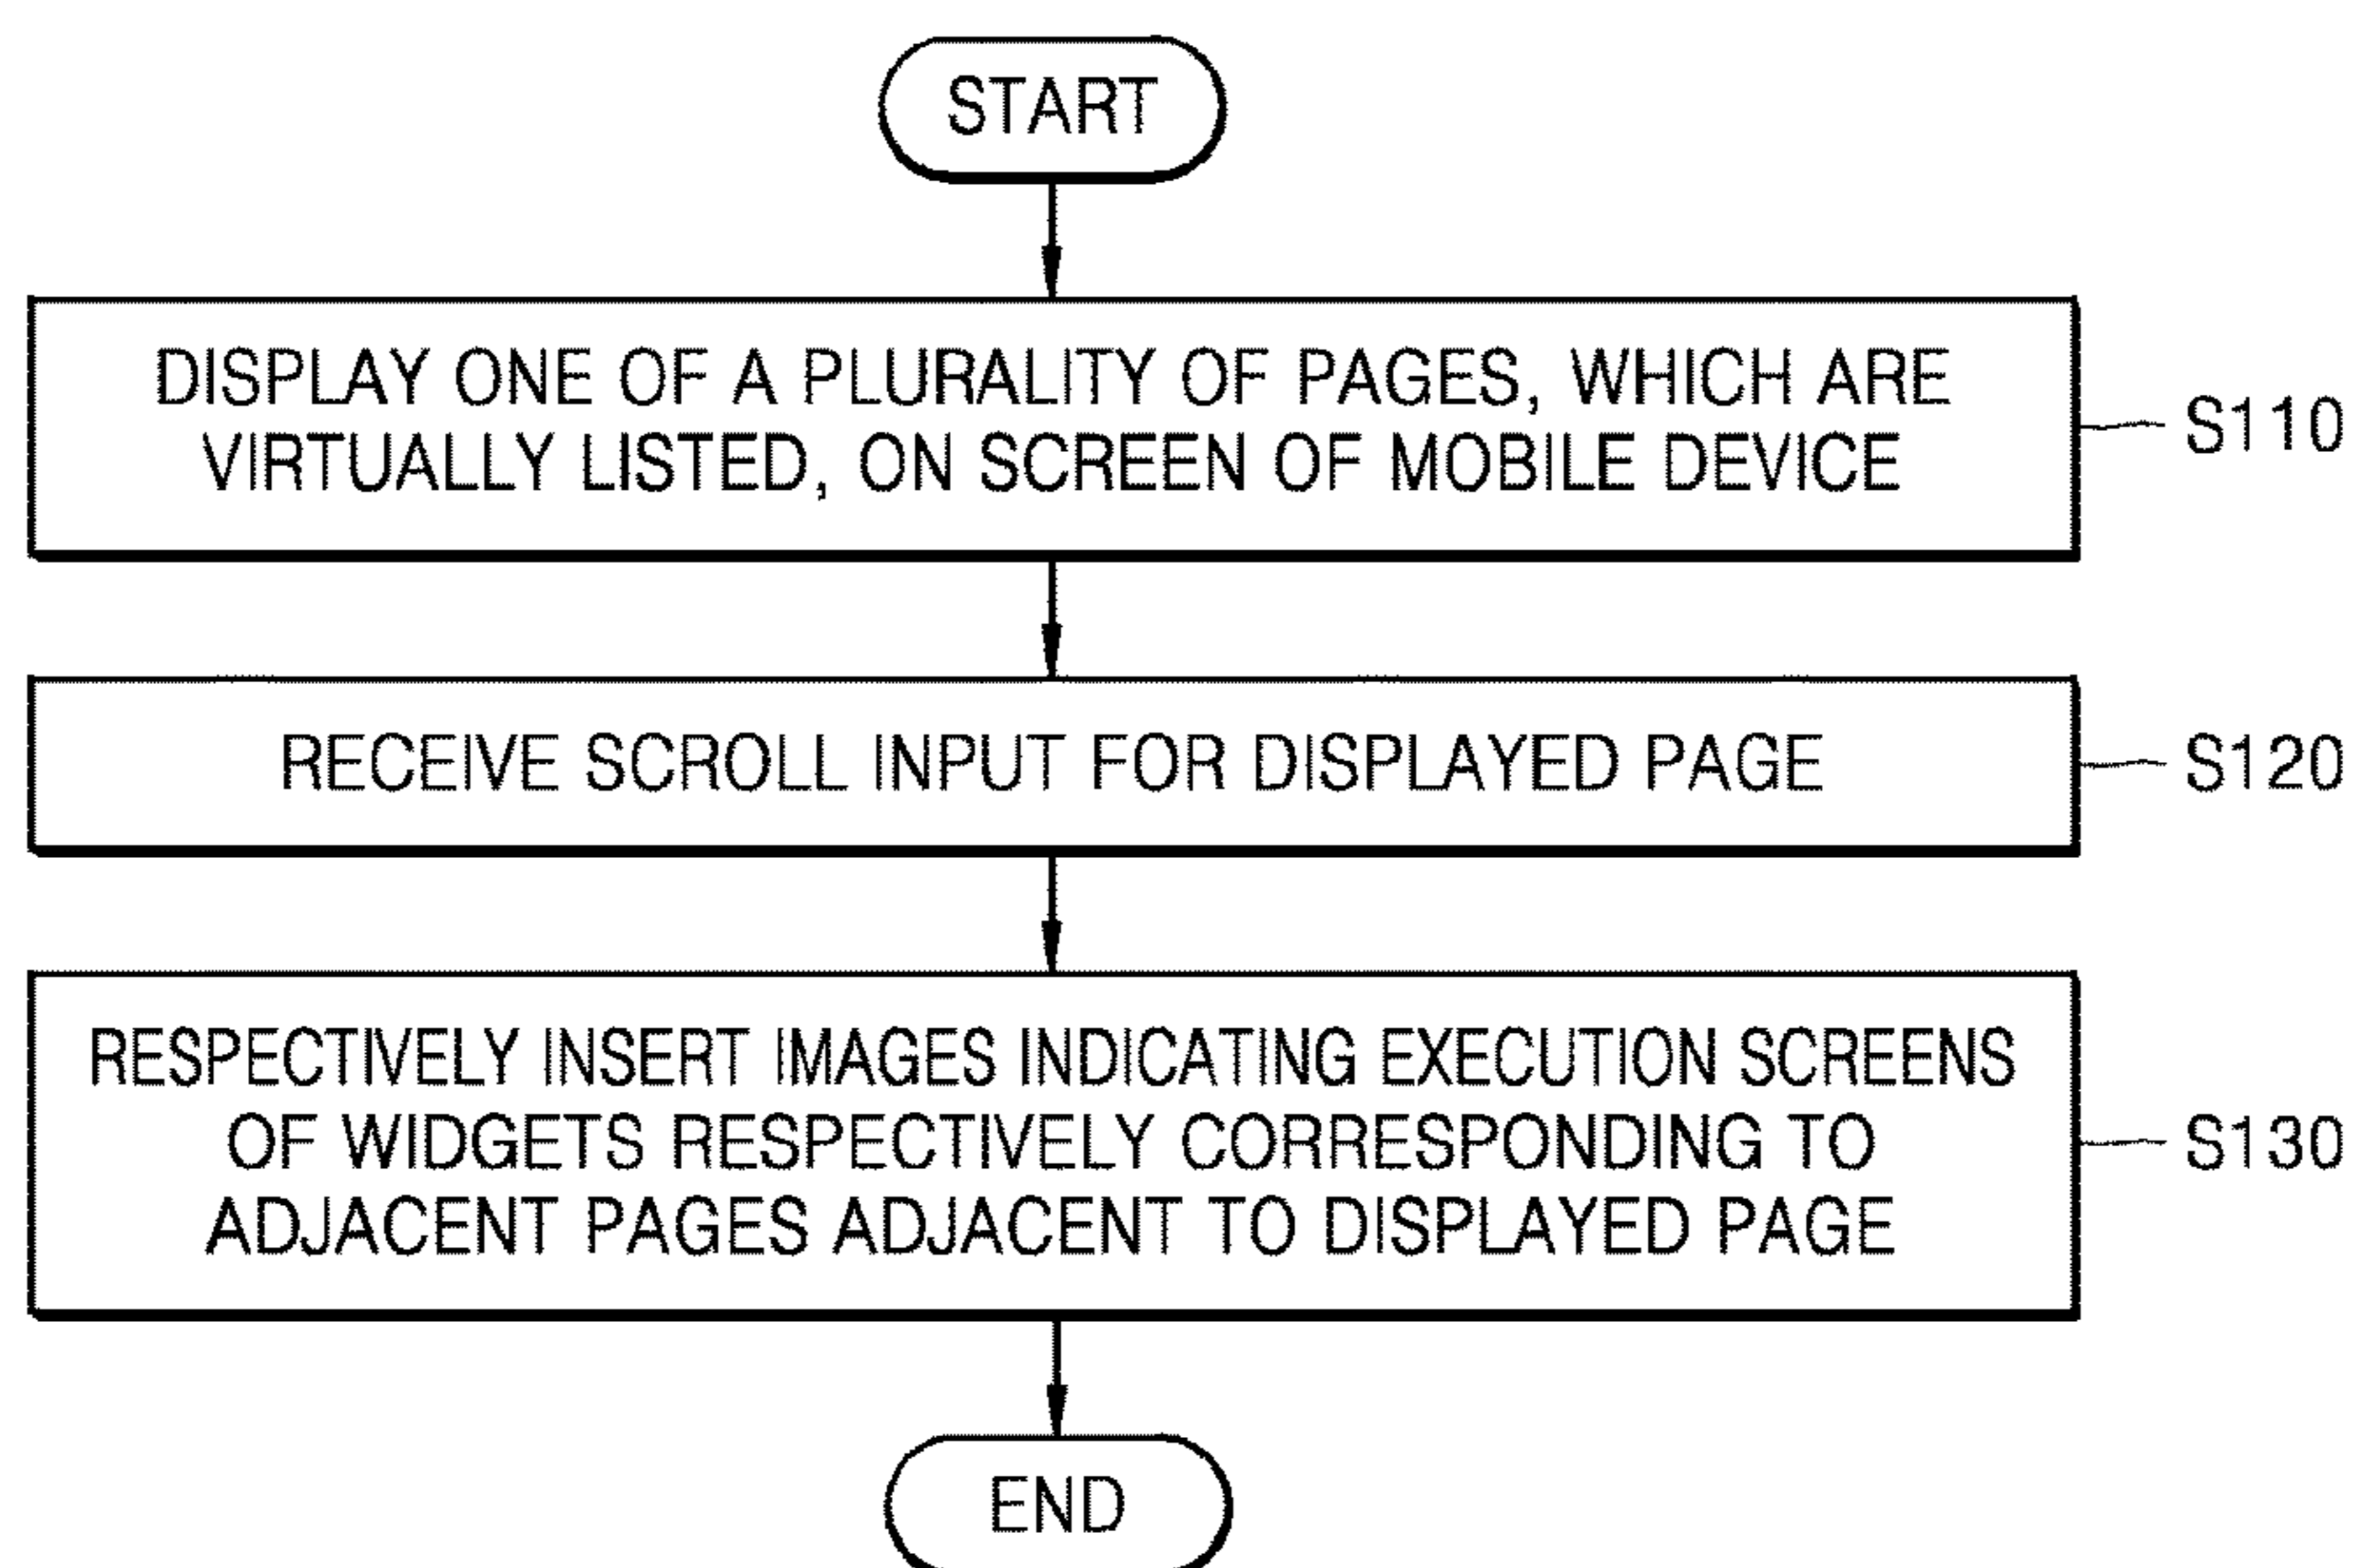 START
DISPLAY ONE OF A PLURALITY OF PAGES, WHICH ARE
VIRTUALLY LISTED, ON SCREEN OF MOBILE DEVICE
S110
RECEIVE SCROLL INPUT FOR DISPLAYED PAGE
S120
RESPECTIVELY INSERT IMAGES INDICATING EXECUTION SCREENS
OF WIDGETS RESPECTIVELY CORRESPONDING TO
ADJACENT PAGES ADJACENT TO DISPLAYED PAGE
S130
END